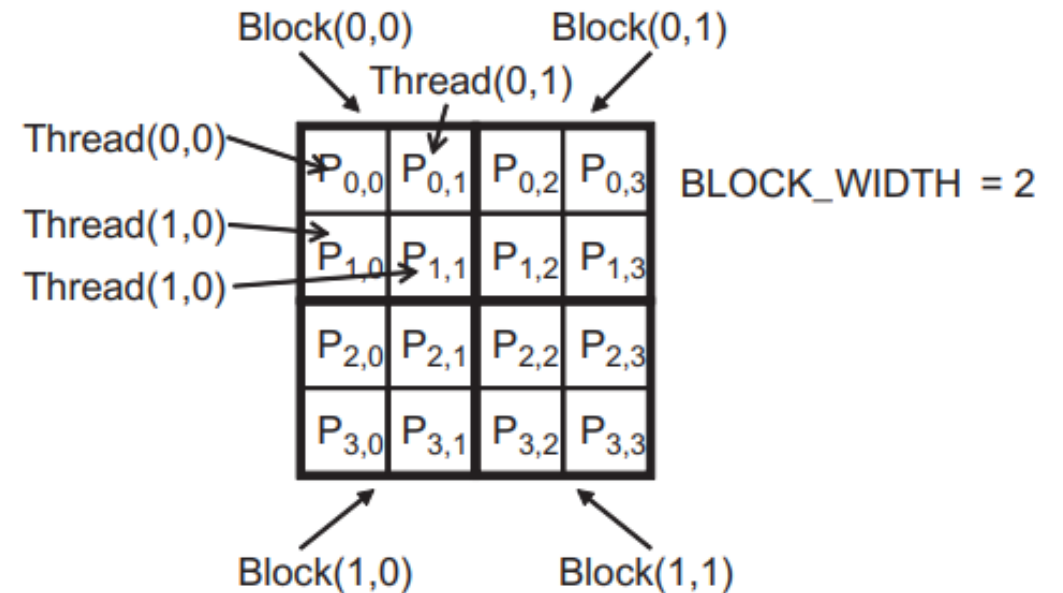 Block(0,0) Block(0,1)
Thread(0,1)
Thread(0,0)
P0,0 P0,1 P0,2 P0,3
BLOCK_WIDTH = 2
Thread(1,0)
P1,0 P1,1 P1,2 P1,3
Thread(1,0)
P2,0 P2,1 P2,2 P2,3
P3,0 P3,1 P3,2 P3,3
Block(1,0) Block(1,1)